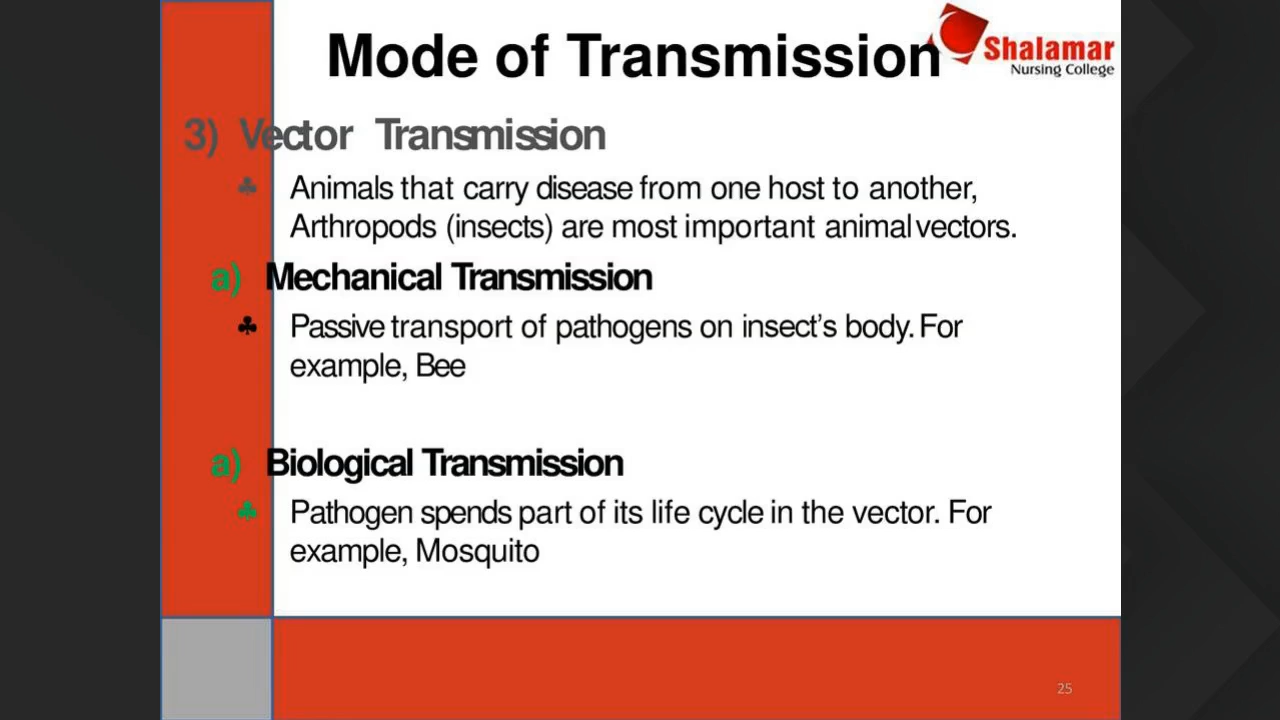 Mode of Transmission
Shalamar
Nursing College
3) Vector Transmission
♣ Animals that carry disease from one host to another,
Arthropods (insects) are most important animal vectors.
a) Mechanical Transmission
♣ Passive transport of pathogens on insect's body. For
example, Bee
a) Biological Transmission
♣ Pathogen spends part of its life cycle in the vector. For
example, Mosquito
25